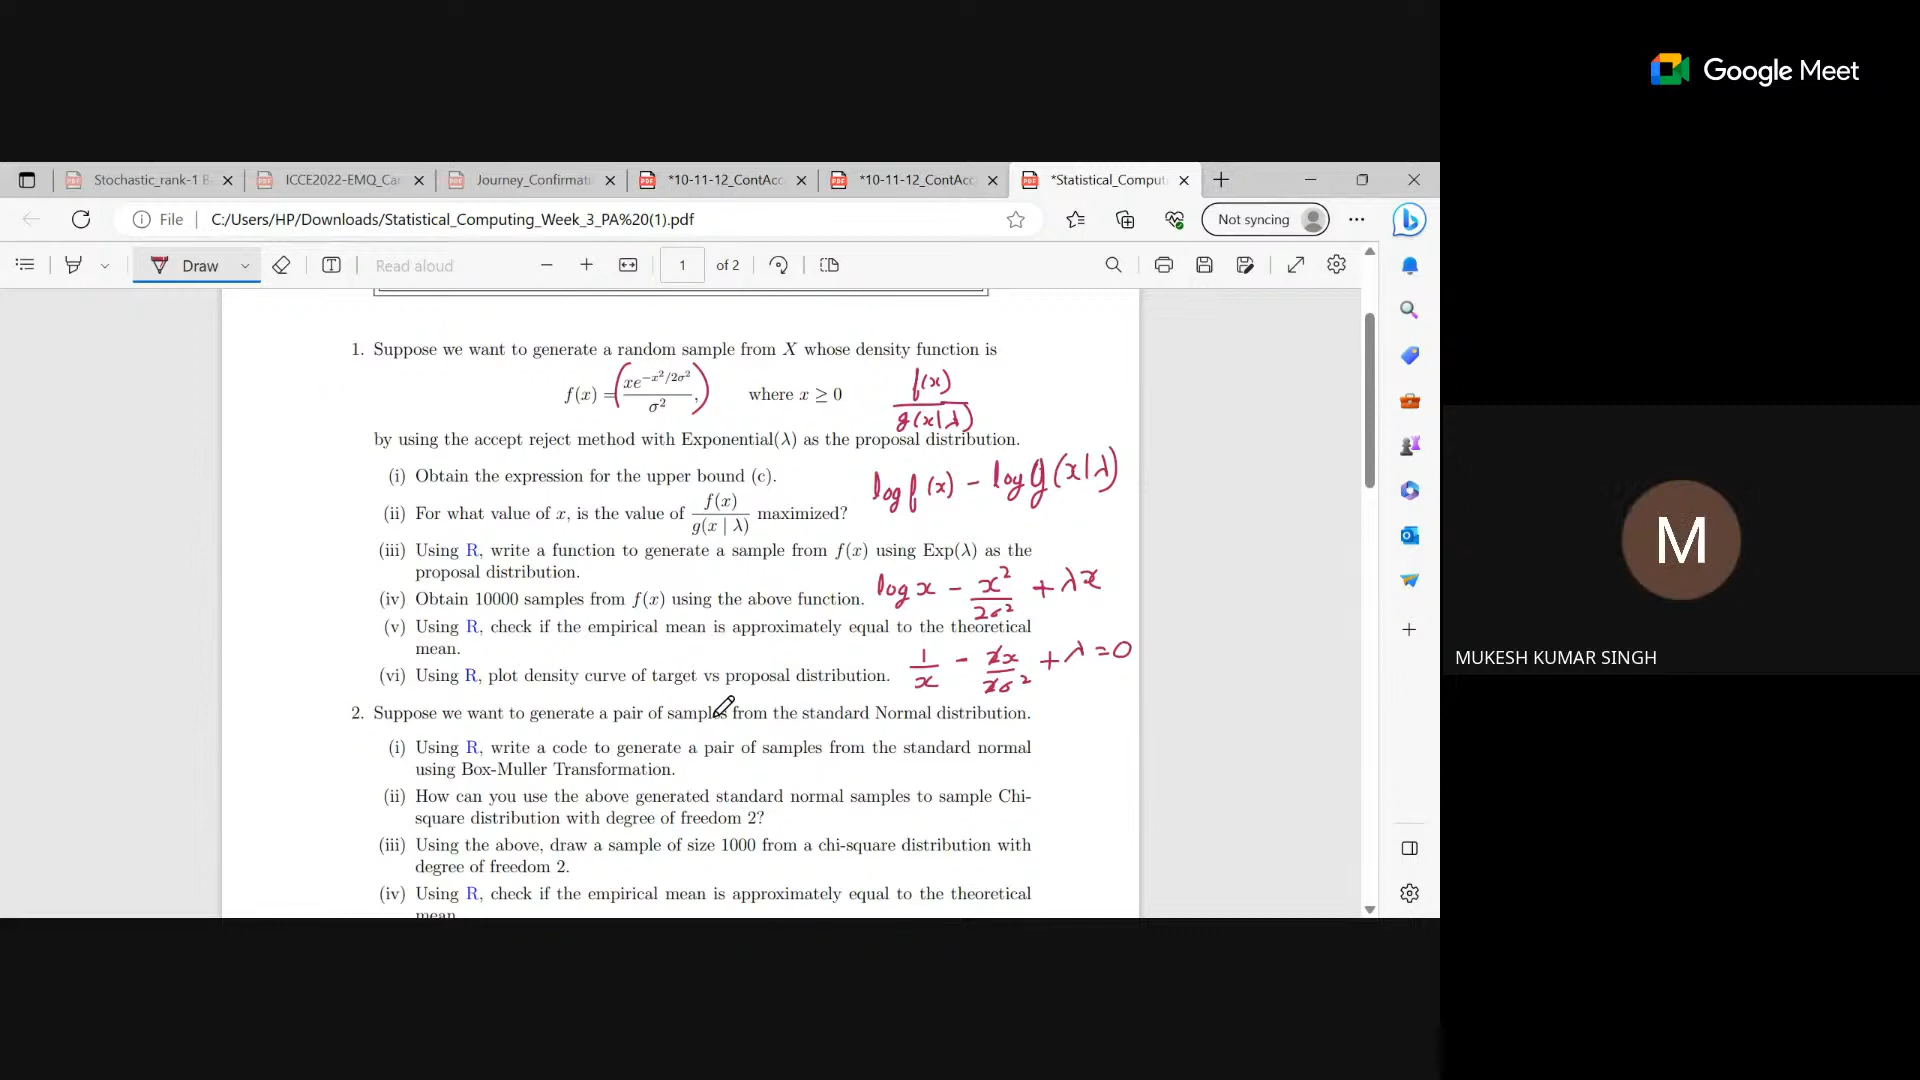 Google Meet
Stochastic_rank-1 B
ICCE2022-EMQ_Ca
Journey_Confirmati
*10-11-12_ContAcc
*10-11-12_ContAcc
*Statistical_Comput
File
C:/Users/HP/Downloads/Statistical_Computing_Week_3_PA%20(1).pdf
Not syncing
Draw
Read aloud
1
of 2
1. Suppose we want to generate a random sample from X whose density function is
f(x) = (xe^{-x²/2σ²}/σ²,) where x ≥ 0
f(x)/g(x|λ)
by using the accept reject method with Exponential(λ) as the proposal distribution.
(i) Obtain the expression for the upper bound (c).
log f(x) - log g(x|λ)
(ii) For what value of x, is the value of f(x)/g(x | λ) maximized?
(iii) Using R, write a function to generate a sample from f(x) using Exp(λ) as the
proposal distribution.
log x - x²/2σ² + λx
(iv) Obtain 10000 samples from f(x) using the above function.
(v) Using R, check if the empirical mean is approximately equal to the theoretical
mean.
1/x - 2x/2σ² + λ = 0
(vi) Using R, plot density curve of target vs proposal distribution.
2. Suppose we want to generate a pair of samples from the standard Normal distribution.
(i) Using R, write a code to generate a pair of samples from the standard normal
using Box-Muller Transformation.
(ii) How can you use the above generated standard normal samples to sample Chi-
square distribution with degree of freedom 2?
(iii) Using the above, draw a sample of size 1000 from a chi-square distribution with
degree of freedom 2.
(iv) Using R, check if the empirical mean is approximately equal to the theoretical
mean
M
MUKESH KUMAR SINGH